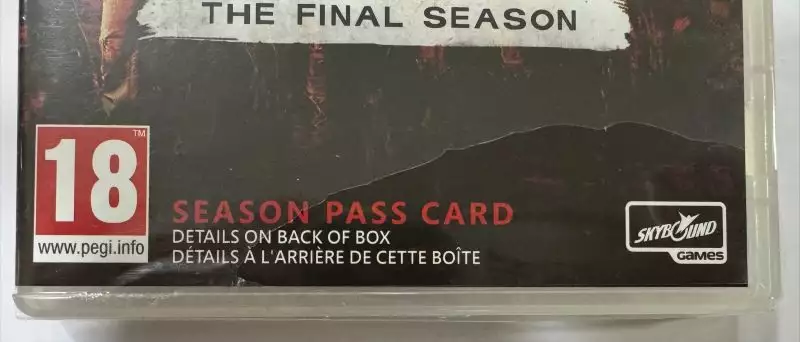 THE FINAL SEASON
18
TM
www.pegi.info
SEASON PASS CARD
DETAILS ON BACK OF BOX
DÉTAILS À L'ARRIÈRE DE CETTE BOÎTE
SKYBOUND
GAMES